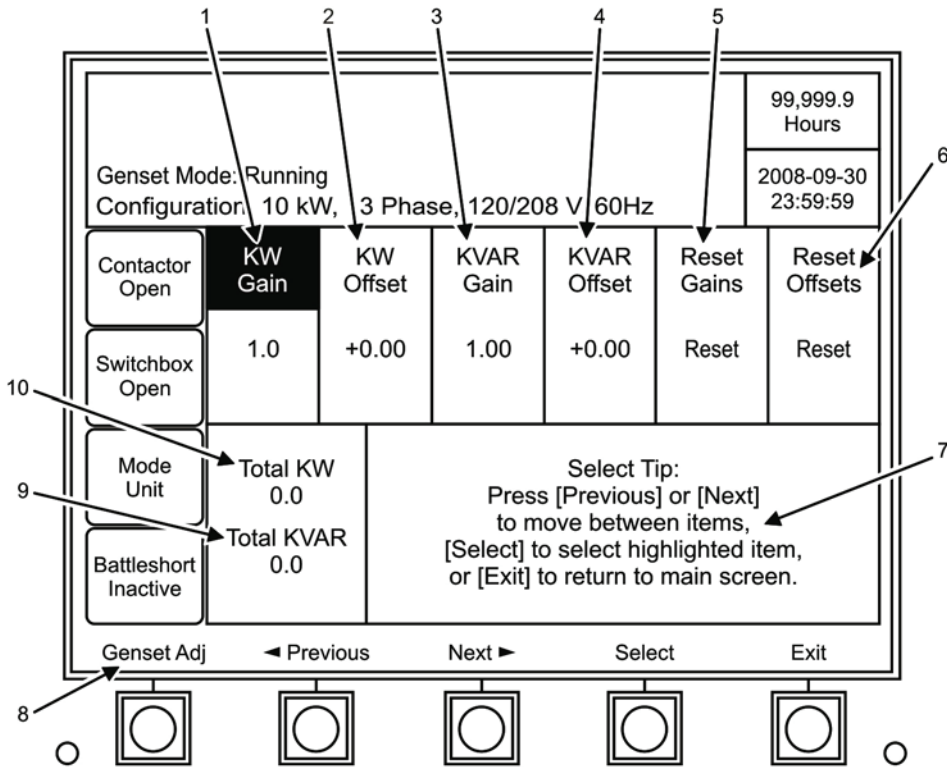 1
2
3
4
5
99,999.9
Hours
6
Genset Mode: Running
Configuration 10 kW, 3 Phase, 120/208 V, 60Hz
2008-09-30
23:59:59
Contactor
Open
KW
Gain
KW
Offset
KVAR
Gain
KVAR
Offset
Reset
Gains
Reset
Offsets
Switchbox
Open
1.0
+0.00
1.00
+0.00
Reset
Reset
10
Mode
Unit
Total KW
0.0
Select Tip:
Press [Previous] or [Next]
to move between items,
[Select] to select highlighted item,
or [Exit] to return to main screen.
7
9
Total KVAR
0.0
Battleshort
Inactive
Genset Adj
◄ Previous
Next ►
Select
Exit
8